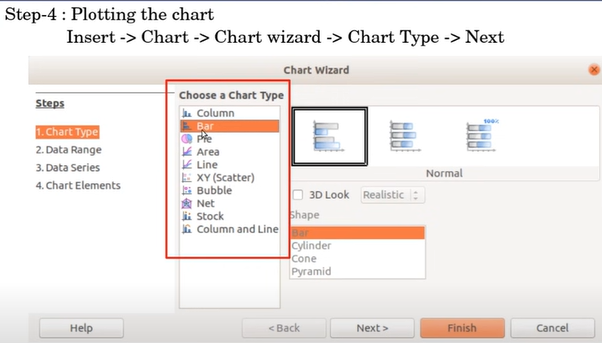 Step-4 : Plotting the chart
Insert -> Chart -> Chart wizard -> Chart Type -> Next
Chart Wizard
Steps
1. Chart Type
2. Data Range
3. Data Series
4. Chart Elements
Choose a Chart Type
Column
Bar
Pie
Area
Line
XY (Scatter)
Bubble
Net
Stock
Column and Line
100%
Normal
3D Look
Realistic
Shape
Bar
Cylinder
Cone
Pyramid
Help
< Back
Next >
Finish
Cancel